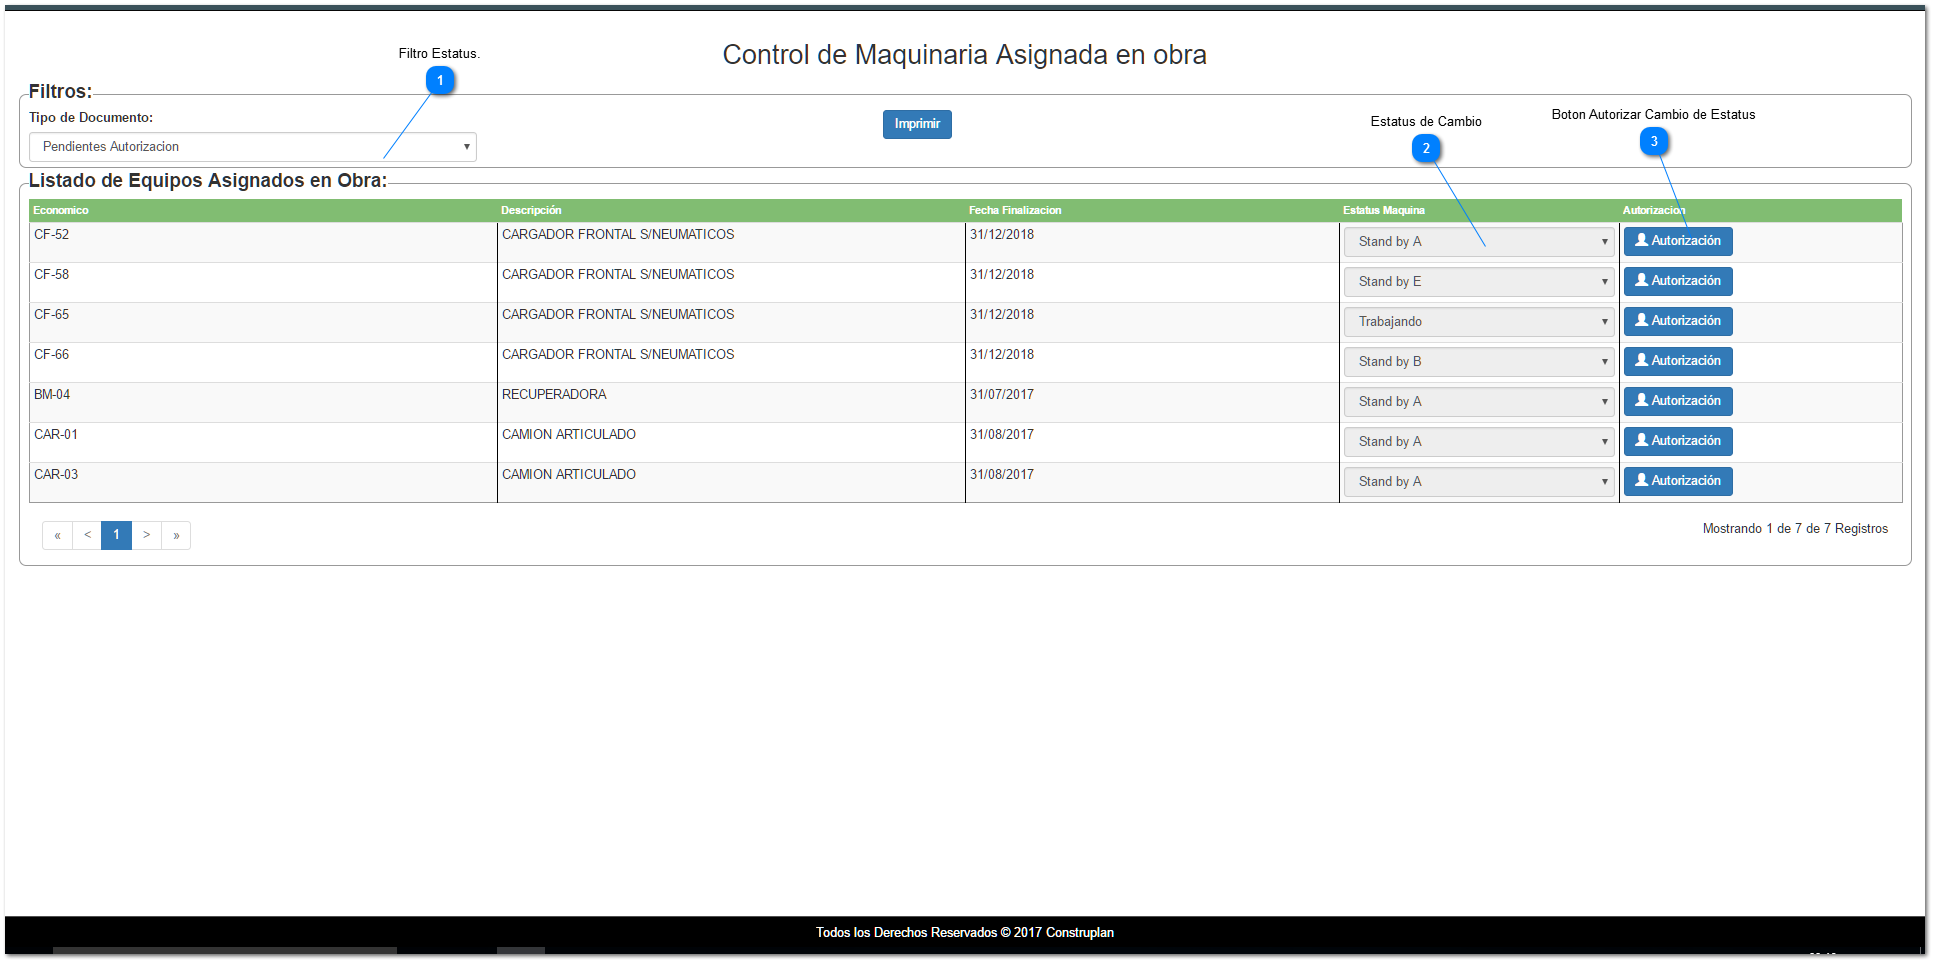 Filtro Estatus.
1
Control de Maquinaria Asignada en obra
Filtros:
Tipo de Documento:
Pendientes Autorizacion
Imprimir
Estatus de Cambio
2
Boton Autorizar Cambio de Estatus
3
Listado de Equipos Asignados en Obra:
Economico Descripción Fecha Finalizacion Estatus Maquina Autorizacion
CF-52 CARGADOR FRONTAL S/NEUMATICOS 31/12/2018 Stand by A Autorización
CF-58 CARGADOR FRONTAL S/NEUMATICOS 31/12/2018 Stand by E Autorización
CF-65 CARGADOR FRONTAL S/NEUMATICOS 31/12/2018 Trabajando Autorización
CF-66 CARGADOR FRONTAL S/NEUMATICOS 31/12/2018 Stand by B Autorización
BM-04 RECUPERADORA 31/07/2017 Stand by A Autorización
CAR-01 CAMION ARTICULADO 31/08/2017 Stand by A Autorización
CAR-03 CAMION ARTICULADO 31/08/2017 Stand by A Autorización
« < 1 > »
Mostrando 1 de 7 de 7 Registros
Todos los Derechos Reservados © 2017 Construplan